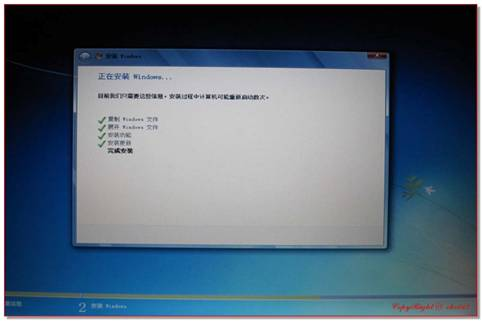 安装 Windows
正在安装 Windows...
目前我们只需要这些信息。安装过程中计算机可能重新启动数次。
复制 Windows 文件
展开 Windows 文件
安装功能
安装更新
完成安装
2 安装 Windows